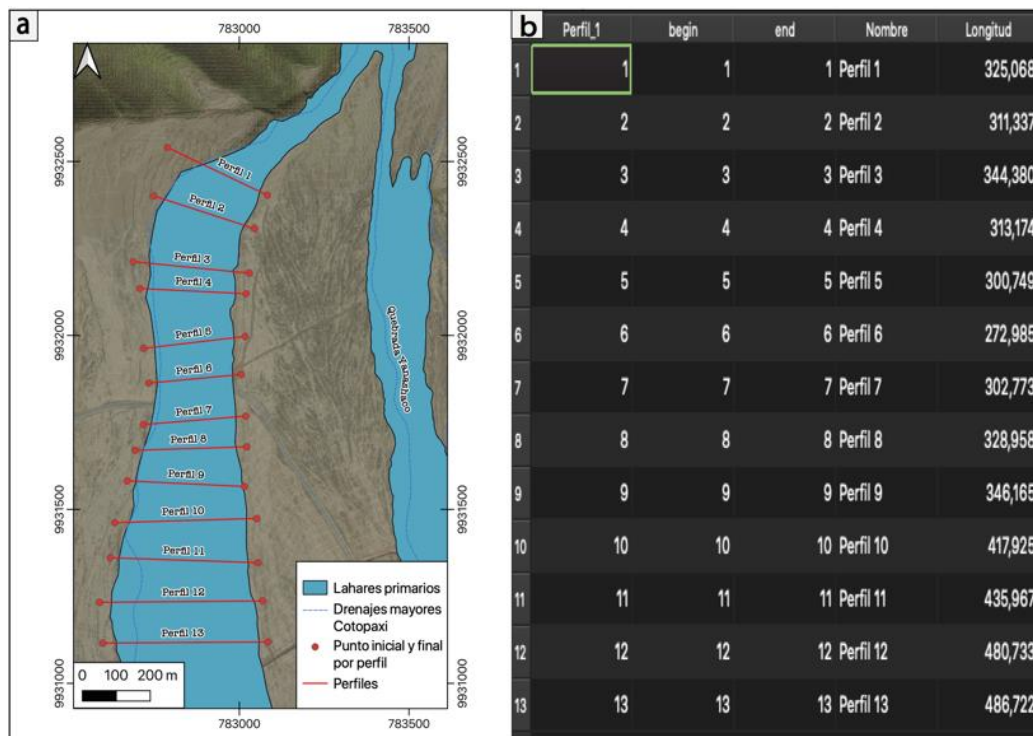 a
783000
783500
9932500
9932000
9931500
9931000
Perfil 1
Perfil 2
Perfil 3
Perfil 4
Perfil 5
Perfil 6
Perfil 7
Perfil 8
Perfil 9
Perfil 10
Perfil 11
Perfil 12
Perfil 13
Quebrada Yanashaco
9932500
9932000
9931500
9931000
Lahares primarios
Drenajes mayores
Cotopaxi
Punto inicial y final
por perfil
Perfiles
0 100 200 m
783000
783500
b
Perfil_1 begin end Nombre Longitud
1 1 1 1 Perfil 1 325,068
2 2 2 2 Perfil 2 311,337
3 3 3 3 Perfil 3 344,380
4 4 4 4 Perfil 4 313,174
5 5 5 5 Perfil 5 300,749
6 6 6 6 Perfil 6 272,985
7 7 7 7 Perfil 7 302,773
8 8 8 8 Perfil 8 328,958
9 9 9 9 Perfil 9 346,165
10 10 10 10 Perfil 10 417,925
11 11 11 11 Perfil 11 435,967
12 12 12 12 Perfil 12 480,733
13 13 13 13 Perfil 13 486,722